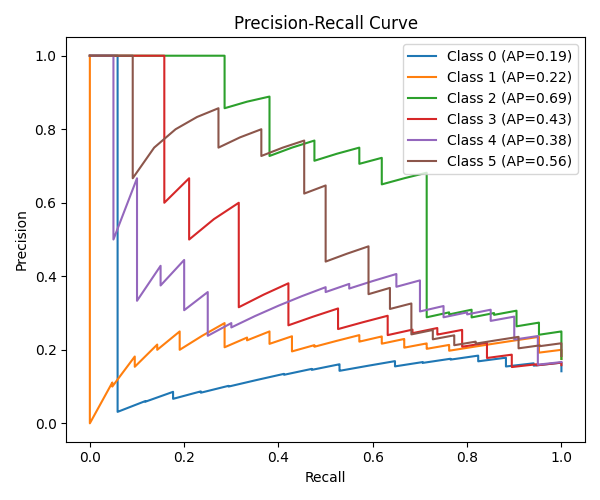 Precision-Recall Curve
Precision
1.0
0.8
0.6
0.4
0.2
0.0
Class 0 (AP=0.19)
Class 1 (AP=0.22)
Class 2 (AP=0.69)
Class 3 (AP=0.43)
Class 4 (AP=0.38)
Class 5 (AP=0.56)
0.0 0.2 0.4 0.6 0.8 1.0
Recall